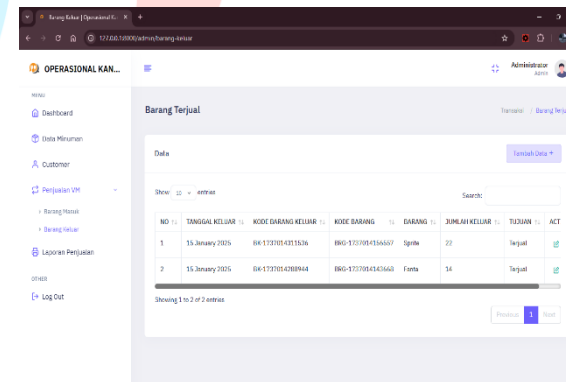 Barang Keluar | Operasional K...
127.0.0.1:8000/admin/barang-keluar
OPERASIONAL KAN...
Administrator
Admin
MENU
Dashboard
Data Minuman
Customer
Penjualan VM
Barang Masuk
Barang Keluar
Laporan Penjualan
OTHER
Log Out
Barang Terjual
Transaksi / Barang Terju
Data
Tambah Data +
Show 10 entries
Search:
NO TANGGAL KELUAR KODE BARANG KELUAR KODE BARANG BARANG JUMLAH KELUAR TUJUAN ACT
1 15 January 2025 BK-1737014311536 Sprite 22 Terjual
2 15 January 2025 BK-1737014288944 BRG-1737014143668 Fanta 14 Terjual
Showing 1 to 2 of 2 entries
Previous 1 Next